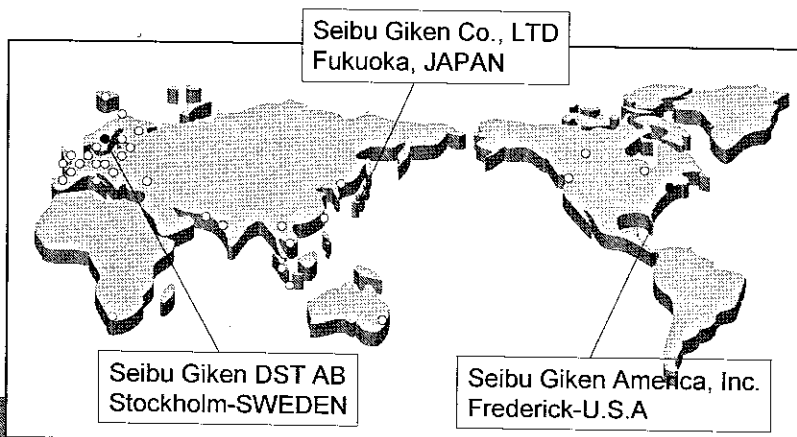 Seibu Giken Co., LTD
Fukuoka, JAPAN
Seibu Giken DST AB
Stockholm-SWEDEN
Seibu Giken America, Inc.
Frederick-U.S.A